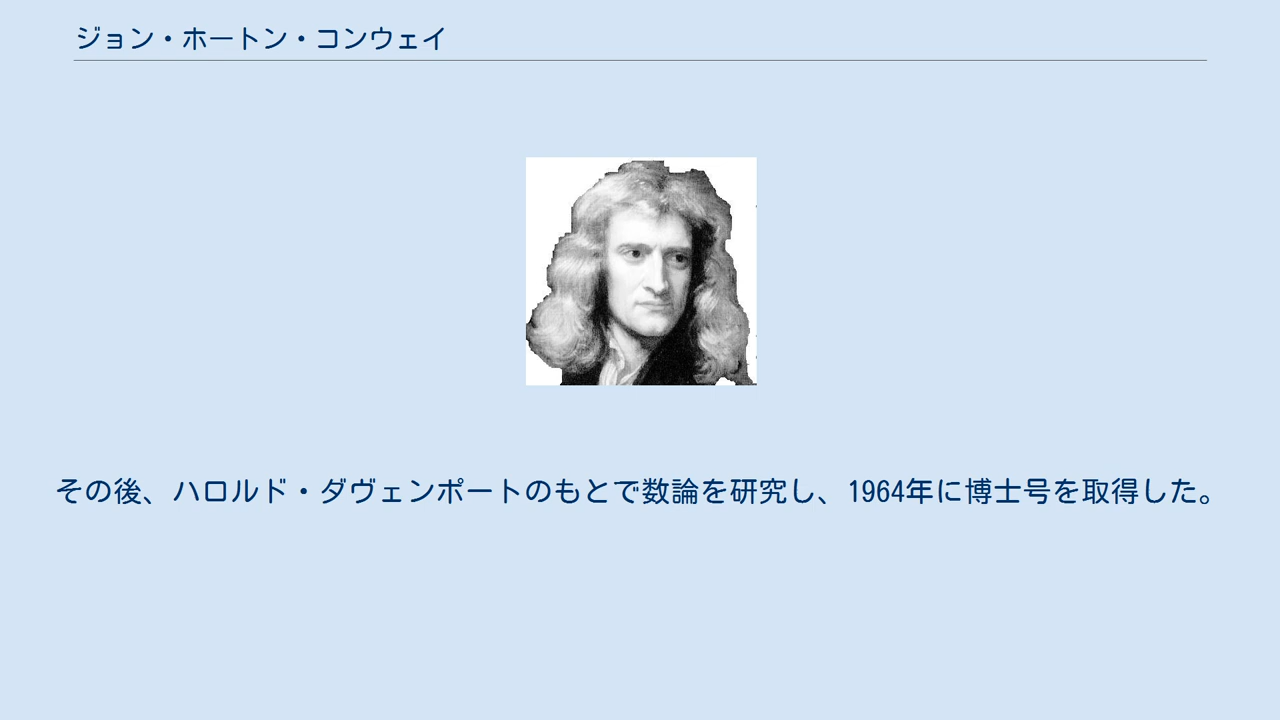 ジョン・ホートン・コンウェイ
その後、ハロルド・ダヴェンポートのもとで数論を研究し、1964年に博士号を取得した。